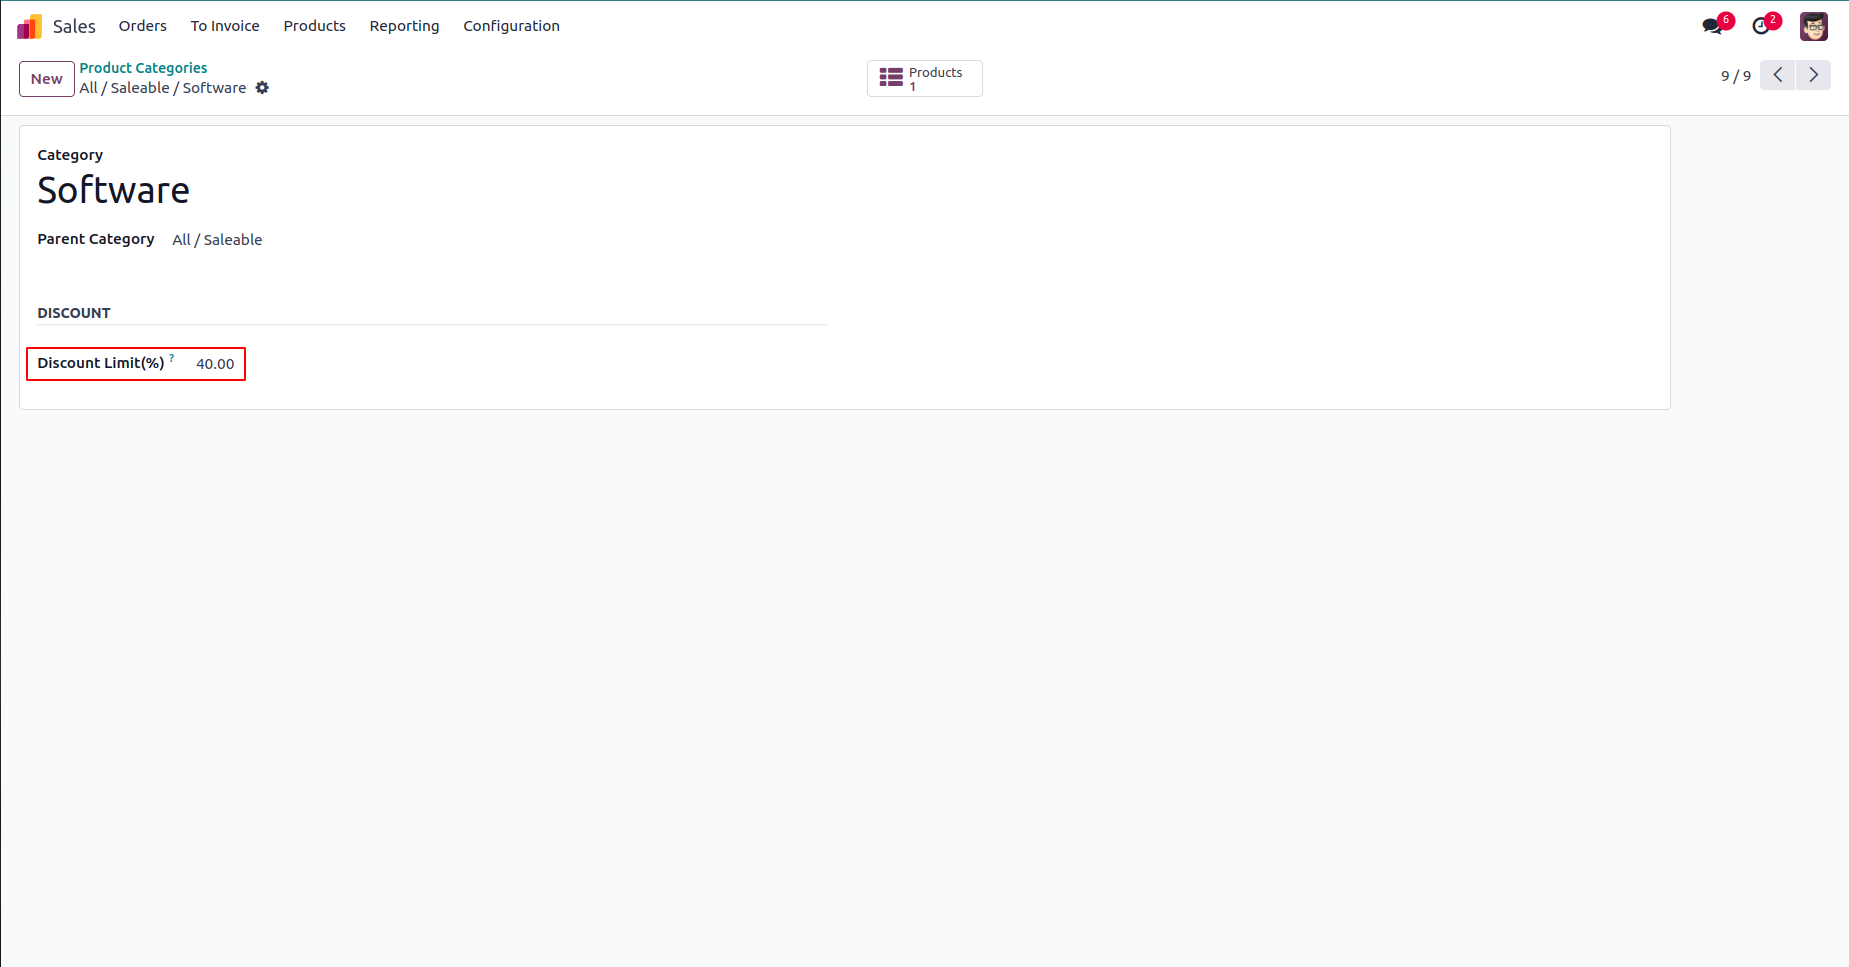 Sales Orders To Invoice Products Reporting Configuration 6 2
New Product Categories
All / Saleable / Software
Products
1
9 / 9
Category
Software
Parent Category All / Saleable
DISCOUNT
Discount Limit(%) ? 40.00